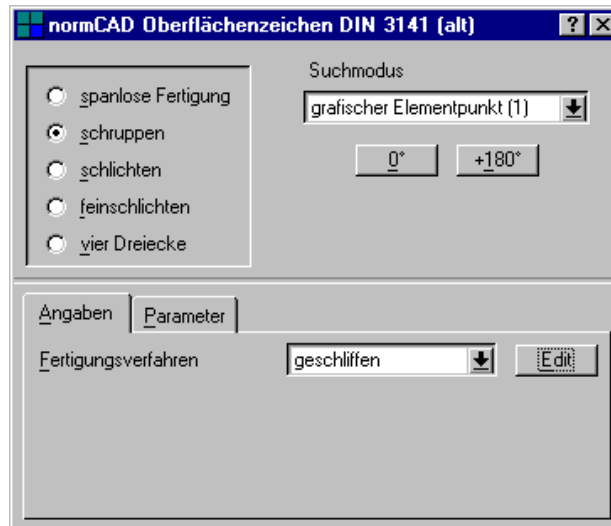 normCAD Oberflächenzeichen DIN 3141 (alt)
spanlose Fertigung
schruppen
schlichten
feinschlichten
vier Dreiecke
Suchmodus
grafischer Elementpunkt (1)
0° +180°
Angaben Parameter
Fertigungsverfahren geschliffen Edit